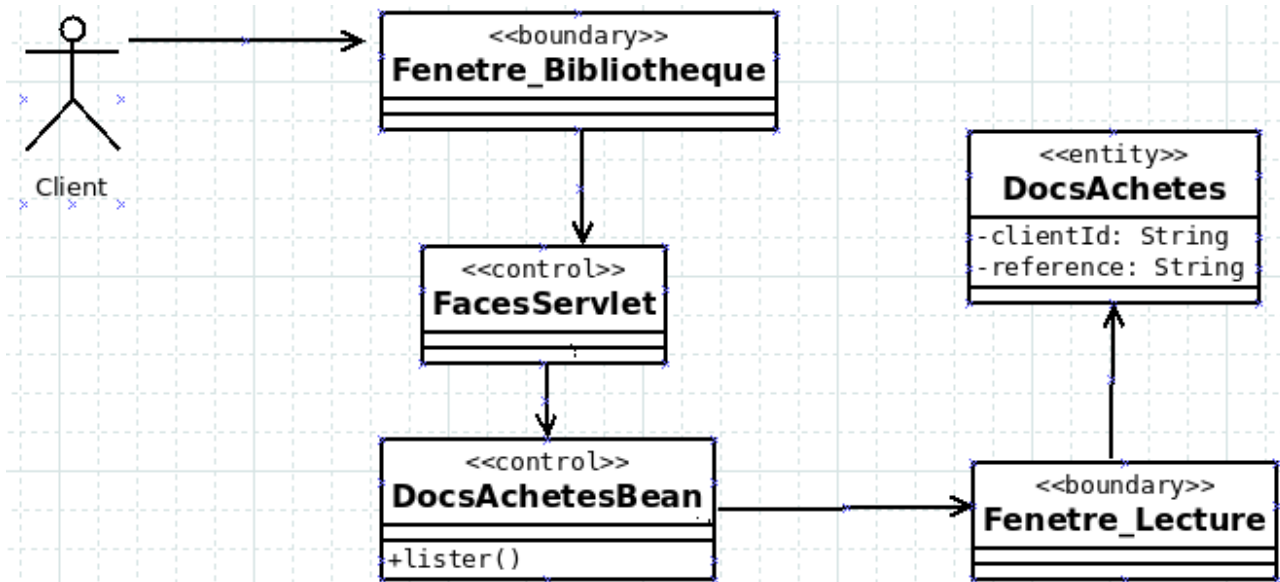 <<boundary>>
Fenetre_Bibliotheque
Client
<<entity>>
DocsAchetes
-clientId: String
-reference: String
<<control>>
FacesServlet
<<control>>
DocsAchetesBean
+lister()
<<boundary>>
Fenetre_Lecture